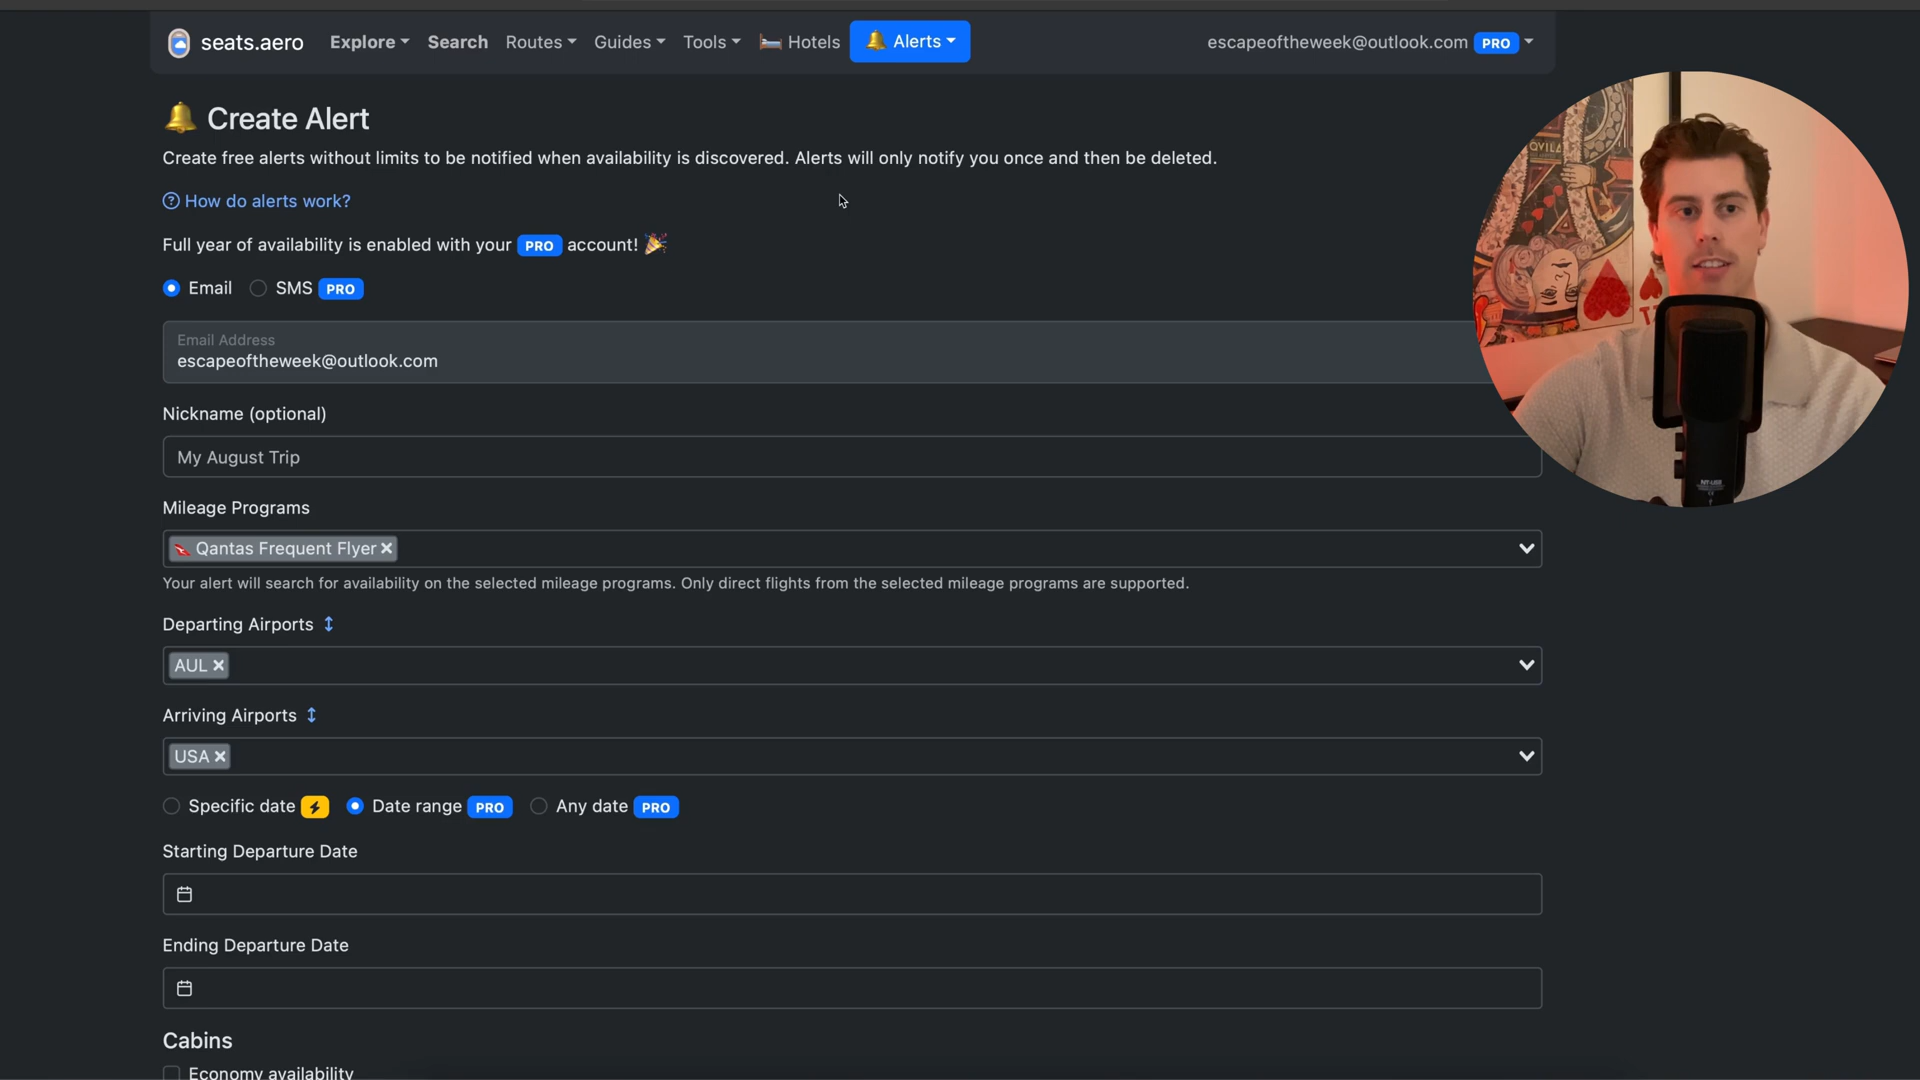 seats.aero Explore Search Routes Guides Tools Hotels Alerts escapeoftheweek@outlook.com PRO
Create Alert
Create free alerts without limits to be notified when availability is discovered. Alerts will only notify you once and then be deleted.
How do alerts work?
Full year of availability is enabled with your PRO account!
Email SMS PRO
Email Address
escapeoftheweek@outlook.com
Nickname (optional)
My August Trip
Mileage Programs
Qantas Frequent Flyer
Your alert will search for availability on the selected mileage programs. Only direct flights from the selected mileage programs are supported.
Departing Airports
AUL
Arriving Airports
USA
Specific date Date range PRO Any date PRO
Starting Departure Date
Ending Departure Date
Cabins
Economy availability